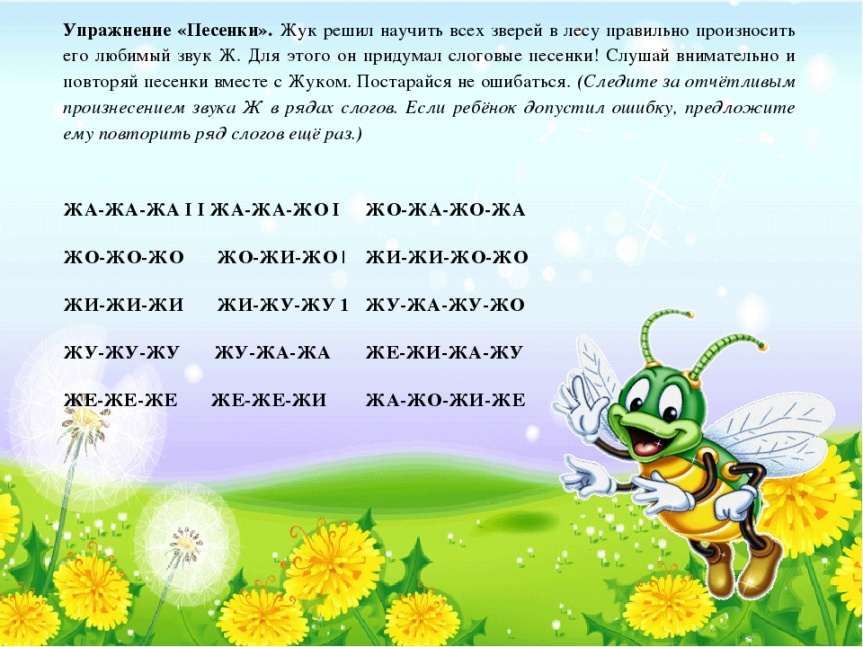 Упражнение «Песенки». Жук решил научить всех зверей в лесу правильно произносить
его любимый звук Ж. Для этого он придумал слоговые песенки! Слушай внимательно и
повторяй песенки вместе с Жуком. Постарайся не ошибаться. (Следите за отчётливым
произнесением звука Ж в рядах слогов. Если ребёнок допустил ошибку, предложите
ему повторить ряд слогов ещё раз.)
ЖА-ЖА-ЖА I I ЖА-ЖА-ЖО I ЖО-ЖА-ЖО-ЖА
ЖО-ЖО-ЖО ЖО-ЖИ-ЖО | ЖИ-ЖИ-ЖО-ЖО
ЖИ-ЖИ-ЖИ ЖИ-ЖУ-ЖУ 1 ЖУ-ЖА-ЖУ-ЖО
ЖУ-ЖУ-ЖУ ЖУ-ЖА-ЖА ЖЕ-ЖИ-ЖА-ЖУ
ЖЕ-ЖЕ-ЖЕ ЖЕ-ЖЕ-ЖИ ЖА-ЖО-ЖИ-ЖЕ